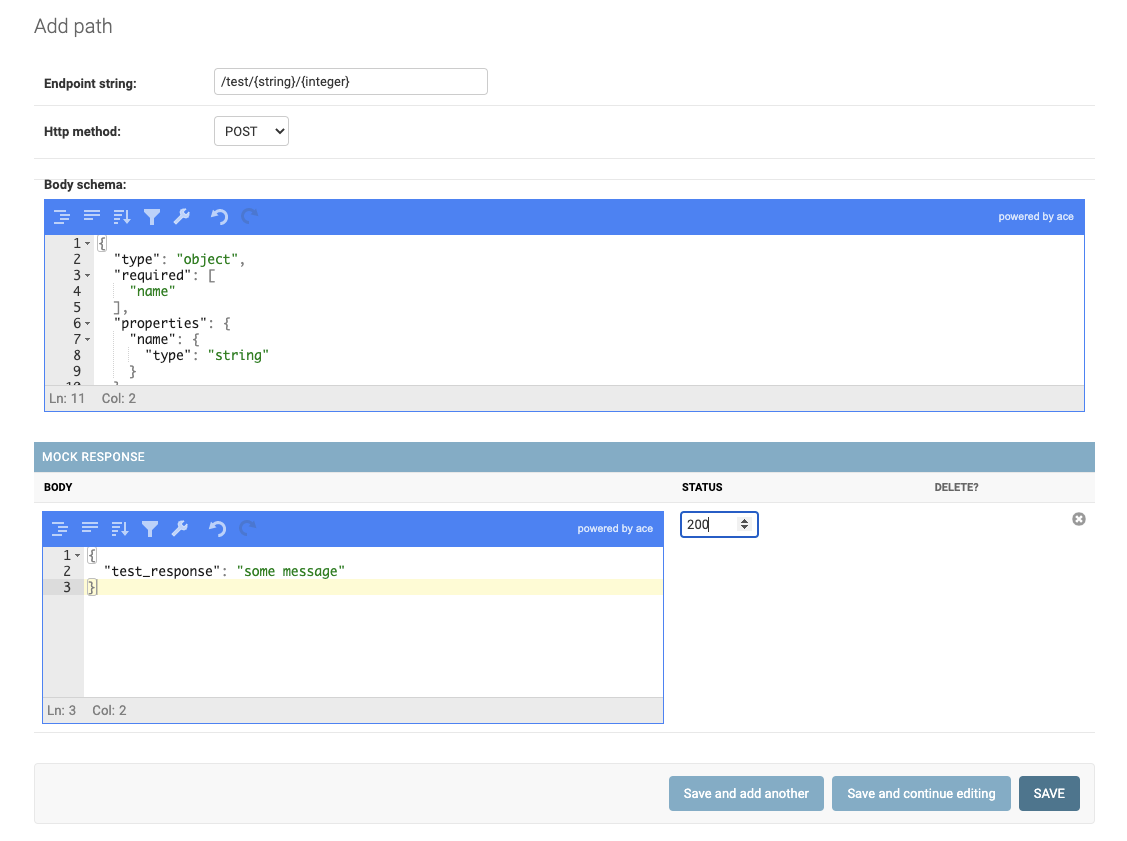 Add path
Endpoint string: /test/{string}/{integer}
Http method: POST
Body schema:
powered by ace
1 {
2 "type": "object",
3 "required": [
4 "name"
5 ],
6 "properties": {
7 "name": {
8 "type": "string"
9 }
10 }
Ln: 11 Col: 2
MOCK RESPONSE
BODY STATUS DELETE?
powered by ace 200
1 {
2 "test_response": "some message"
3 }
Ln: 3 Col: 2
Save and add another Save and continue editing SAVE